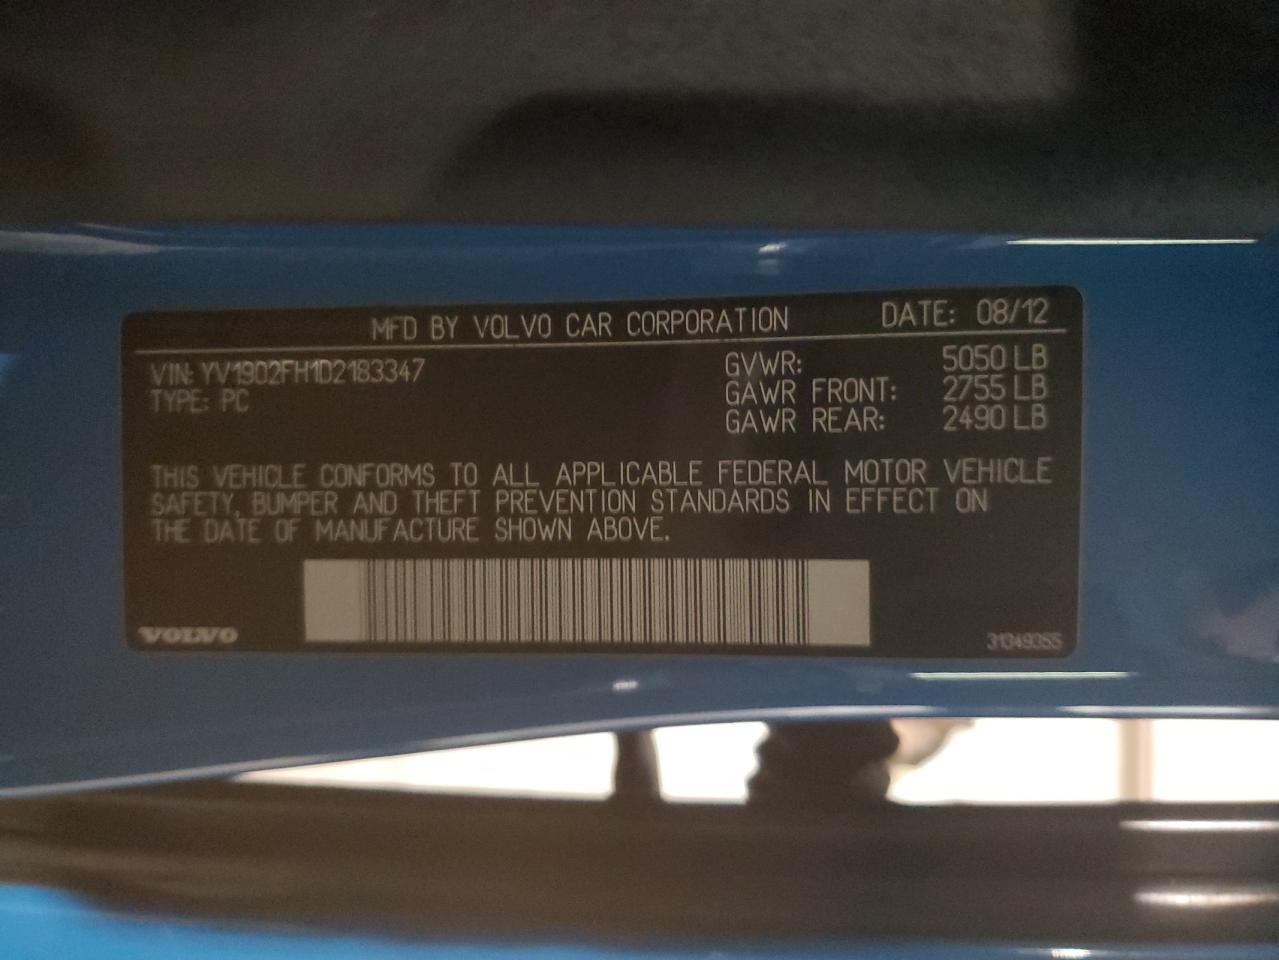 MFD BY VOLVO CAR CORPORATION DATE: 08/12
VIN: YV1902FH1D2183347
TYPE: PC
GVWR: 5050 LB
GAWR FRONT: 2755 LB
GAWR REAR: 2490 LB
THIS VEHICLE CONFORMS TO ALL APPLICABLE FEDERAL MOTOR VEHICLE
SAFETY, BUMPER AND THEFT PREVENTION STANDARDS IN EFFECT ON
THE DATE OF MANUFACTURE SHOWN ABOVE.
VOLVO
31349355